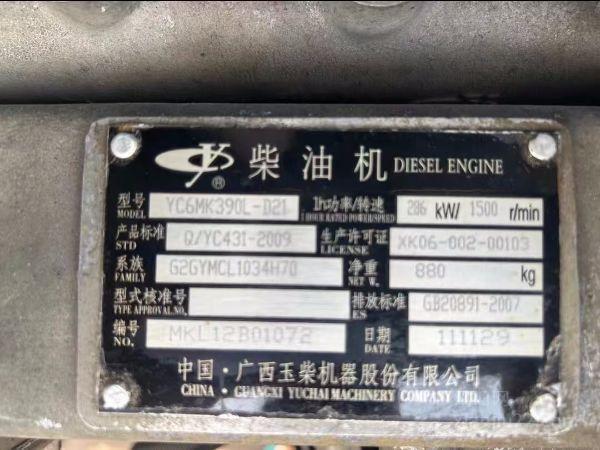 YC ® 柴油机 DIESEL ENGINE
型号 MODEL YC6MK390L-D21 1h功率/转速 1 HOUR RATED POWER/SPEED 286 kW/ 1500 r/min
产品标准 STD Q/YC431-2009 生产许可证 LICENSE XK06-002-00103
系族 FAMILY G2GYMCL1034H70 净重 NET W. 880 kg
型式核准号 TYPE APPROVAL NO. 排放标准 ES GB20891-2007
编号 NO. MKL12B01072 日期 DATE 111129
中国·广西玉柴机器股份有限公司
CHINA · GUANGXI YUCHAI MACHINERY COMPANY LTD.